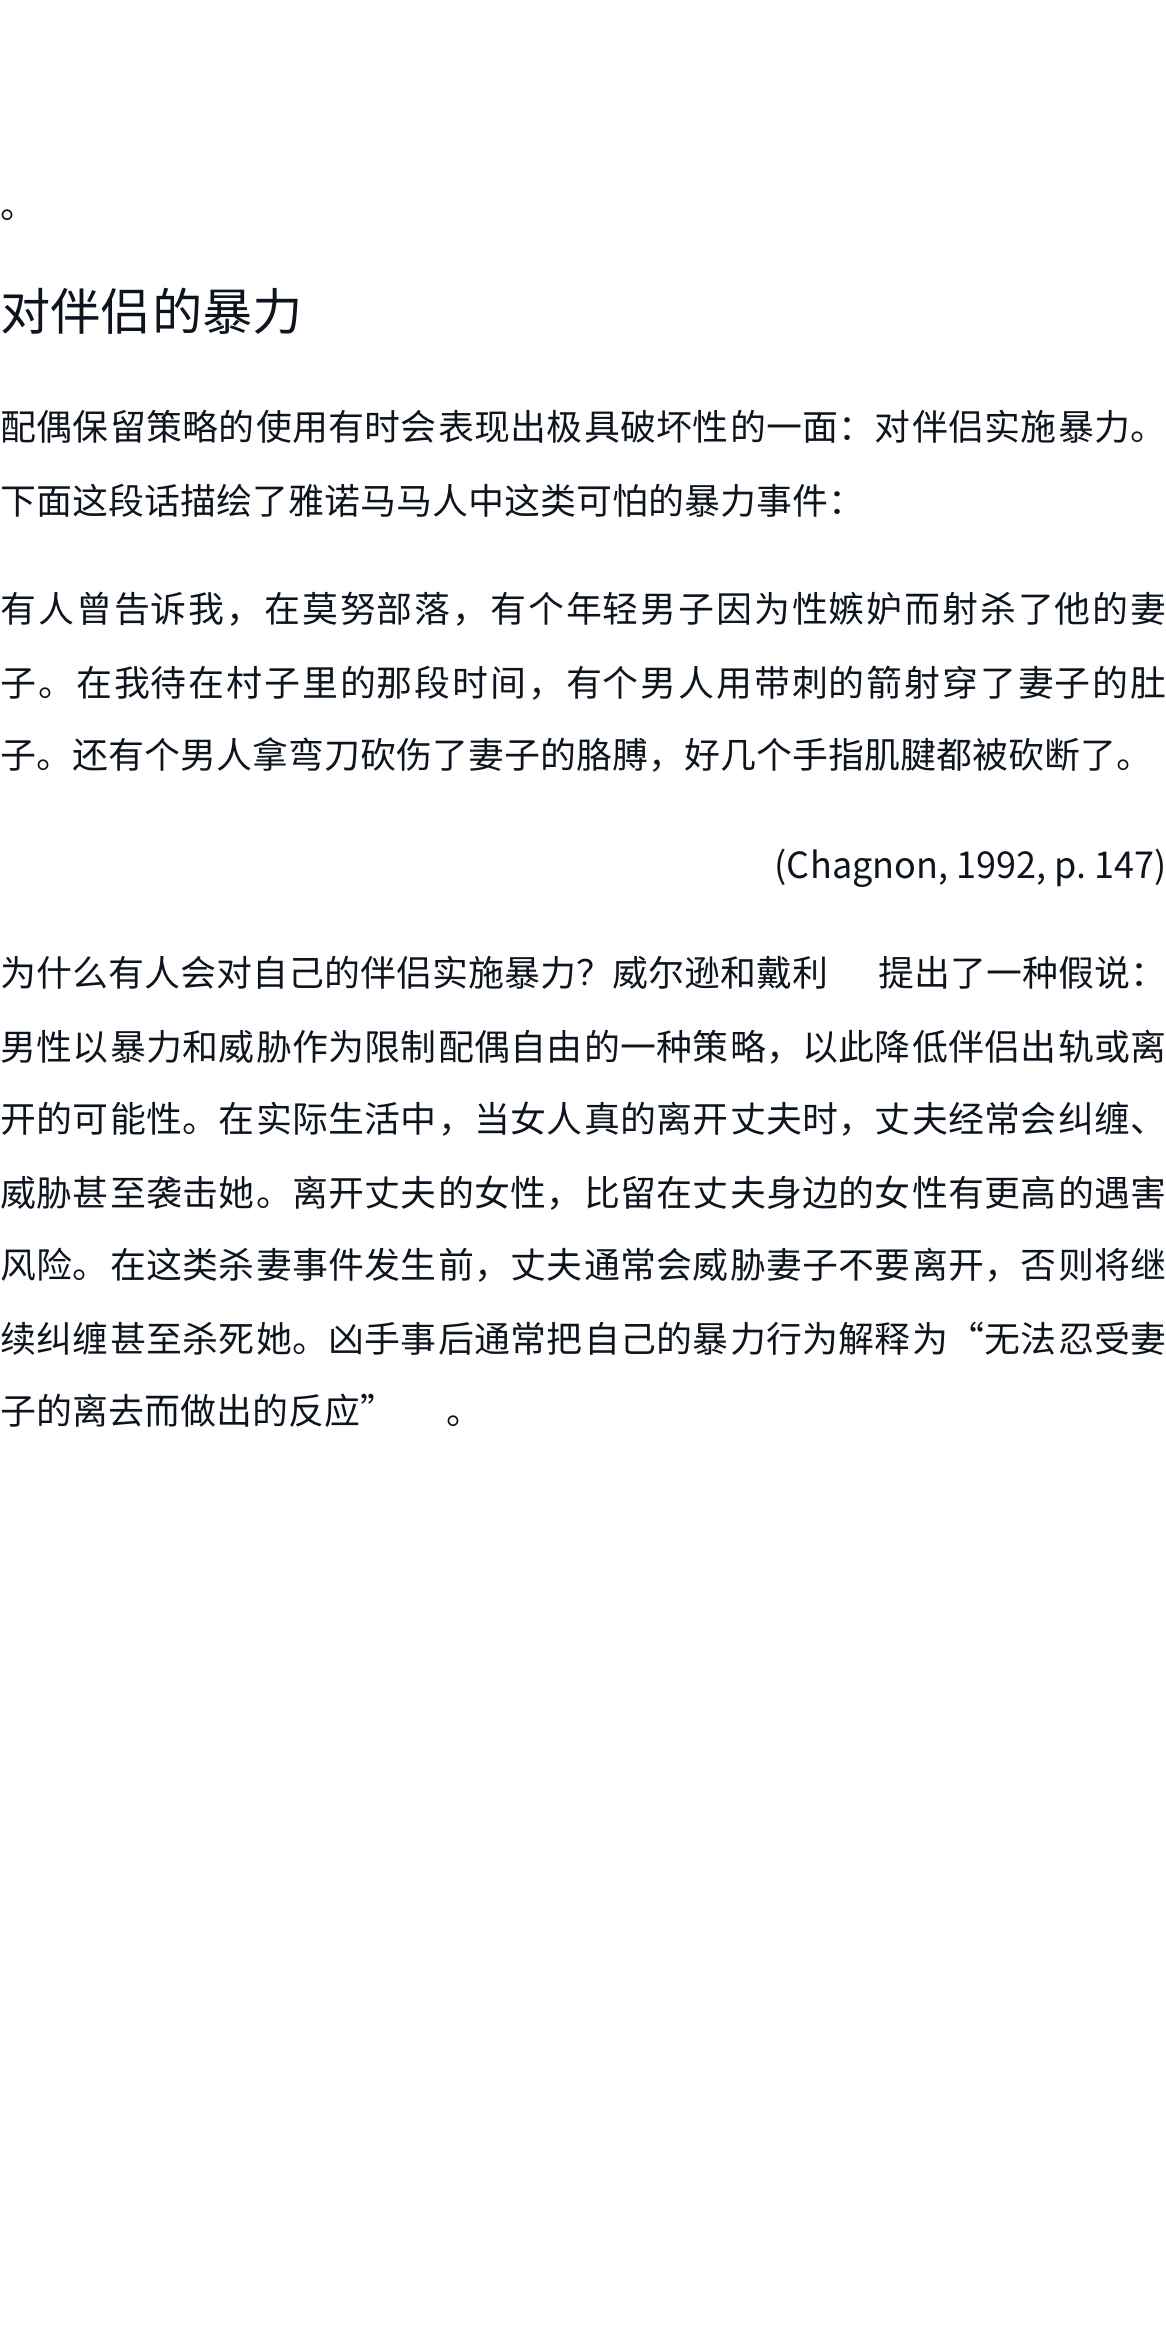 。
对伴侣的暴力
配偶保留策略的使用有时会表现出极具破坏性的一面：对伴侣实施暴力。
下面这段话描绘了雅诺马马人中这类可怕的暴力事件：
有人曾告诉我，在莫努部落，有个年轻男子因为性嫉妒而射杀了他的妻
子。在我待在村子里的那段时间，有个男人用带刺的箭射穿了妻子的肚
子。还有个男人拿弯刀砍伤了妻子的胳膊，好几个手指肌腱都被砍断了。
(Chagnon, 1992, p. 147)
为什么有人会对自己的伴侣实施暴力？威尔逊和戴利 提出了一种假说：
男性以暴力和威胁作为限制配偶自由的一种策略，以此降低伴侣出轨或离
开的可能性。在实际生活中，当女人真的离开丈夫时，丈夫经常会纠缠、
威胁甚至袭击她。离开丈夫的女性，比留在丈夫身边的女性有更高的遇害
风险。在这类杀妻事件发生前，丈夫通常会威胁妻子不要离开，否则将继
续纠缠甚至杀死她。凶手事后通常把自己的暴力行为解释为“无法忍受妻
子的离去而做出的反应” 。